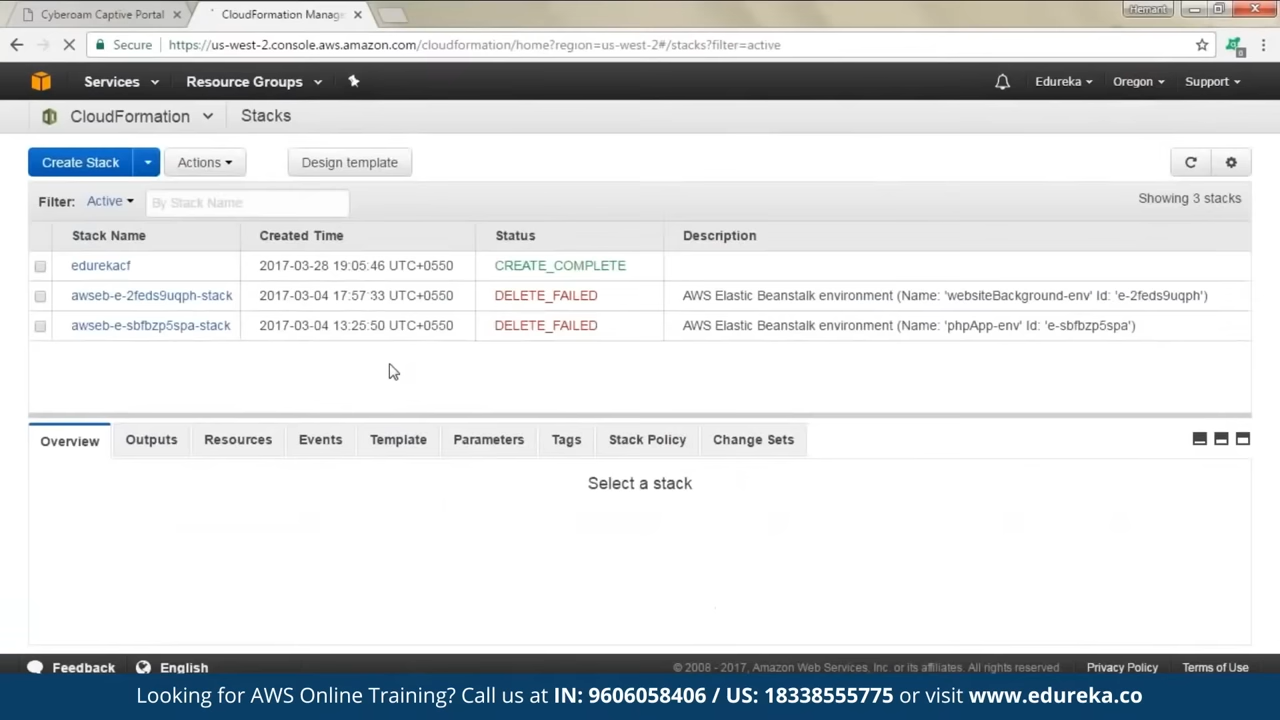 Cyberoam Captive Portal
CloudFormation Manage
Hemant
Secure
https://us-west-2.console.aws.amazon.com/cloudformation/home?region=us-west-2#/stacks?filter=active
Services
Resource Groups
Edureka
Oregon
Support
CloudFormation
Stacks
Create Stack
Actions
Design template
Filter: Active
By Stack Name
Showing 3 stacks
Stack Name Created Time Status Description
edurekacf 2017-03-28 19:05:46 UTC+0550 CREATE_COMPLETE
awseb-e-2feds9uqph-stack 2017-03-04 17:57:33 UTC+0550 DELETE_FAILED AWS Elastic Beanstalk environment (Name: 'websiteBackground-env' Id: 'e-2feds9uqph')
awseb-e-sbfbzp5spa-stack 2017-03-04 13:25:50 UTC+0550 DELETE_FAILED AWS Elastic Beanstalk environment (Name: 'phpApp-env' Id: 'e-sbfbzp5spa')
Overview Outputs Resources Events Template Parameters Tags Stack Policy Change Sets
Select a stack
Feedback English © 2008 - 2017, Amazon Web Services, Inc. or its affiliates. All rights reserved. Privacy Policy Terms of Use
Looking for AWS Online Training? Call us at IN: 9606058406 / US: 18338555775 or visit www.edureka.co